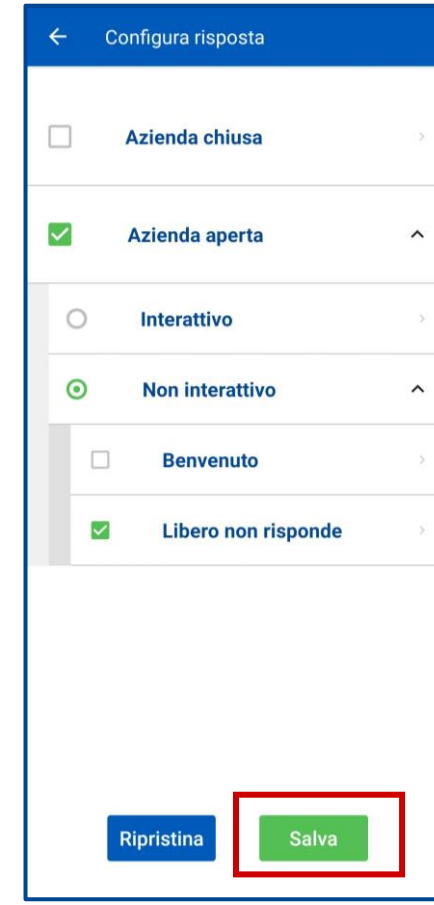 Configura risposta
Azienda chiusa
Azienda aperta
Interattivo
Non interattivo
Benvenuto
Libero non risponde
Ripristina
Salva